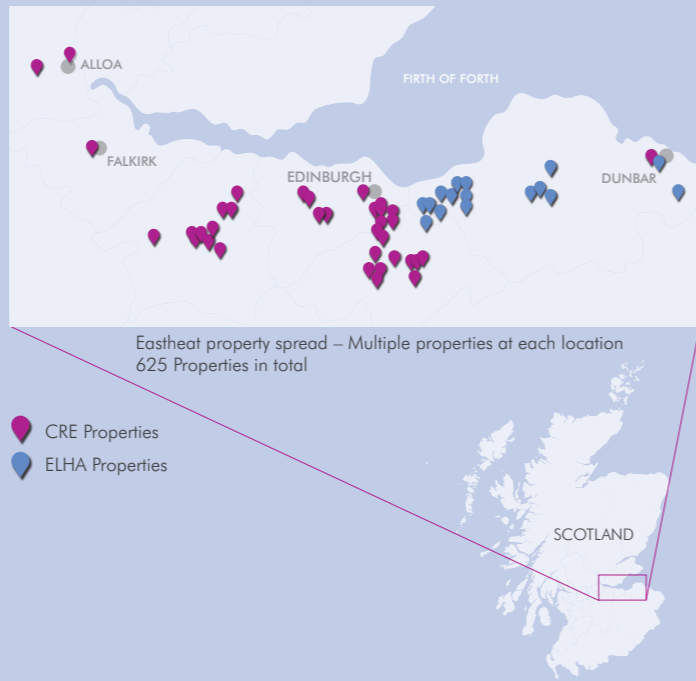 ALLOA
FIRTH OF FORTH
FALKIRK
EDINBURGH
DUNBAR
Eastheat property spread – Multiple properties at each location
625 Properties in total
CRE Properties
ELHA Properties
SCOTLAND